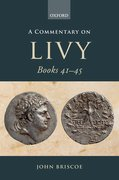 OXFORD
A COMMENTARY ON
LIVY
Books 41–45
JOHN BRISCOE